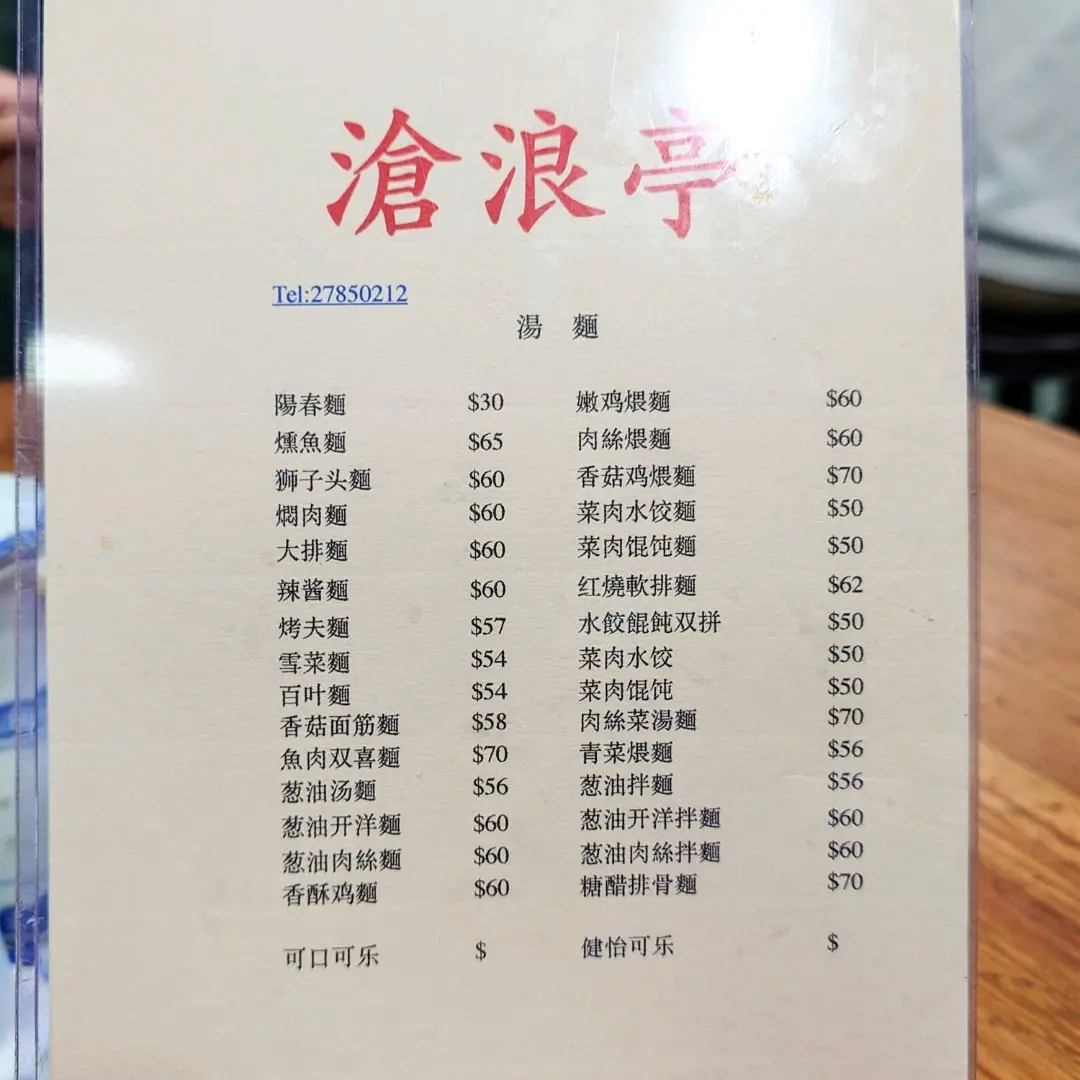 滄浪亭
Tel:27850212
湯 麵
陽春麵 $30 嫩鸡煨麵 $60
燻魚麵 $65 肉絲煨麵 $60
狮子头麵 $60 香菇鸡煨麵 $70
燜肉麵 $60 菜肉水饺麵 $50
大排麵 $60 菜肉馄饨麵 $50
辣酱麵 $60 红燒軟排麵 $62
烤夫麵 $57 水餃餛飩双拼 $50
雪菜麵 $54 菜肉水饺 $50
百叶麵 $54 菜肉馄饨 $50
香菇面筋麵 $58 肉絲菜湯麵 $70
魚肉双喜麵 $70 青菜煨麵 $56
葱油汤麵 $56 葱油拌麵 $56
葱油开洋麵 $60 葱油开洋拌麵 $60
葱油肉絲麵 $60 葱油肉絲拌麵 $60
香酥鸡麵 $60 糖醋排骨麵 $70
可口可乐 $ 健怡可乐 $